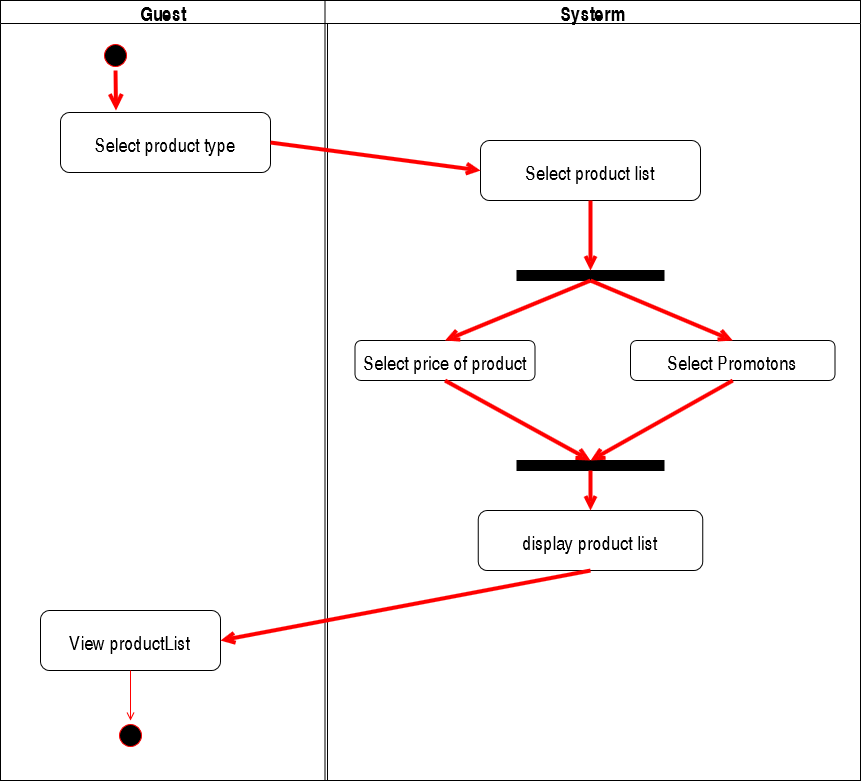 Guest
Systerm
Select product type
Select product list
Select price of product
Select Promotons
display product list
View productList